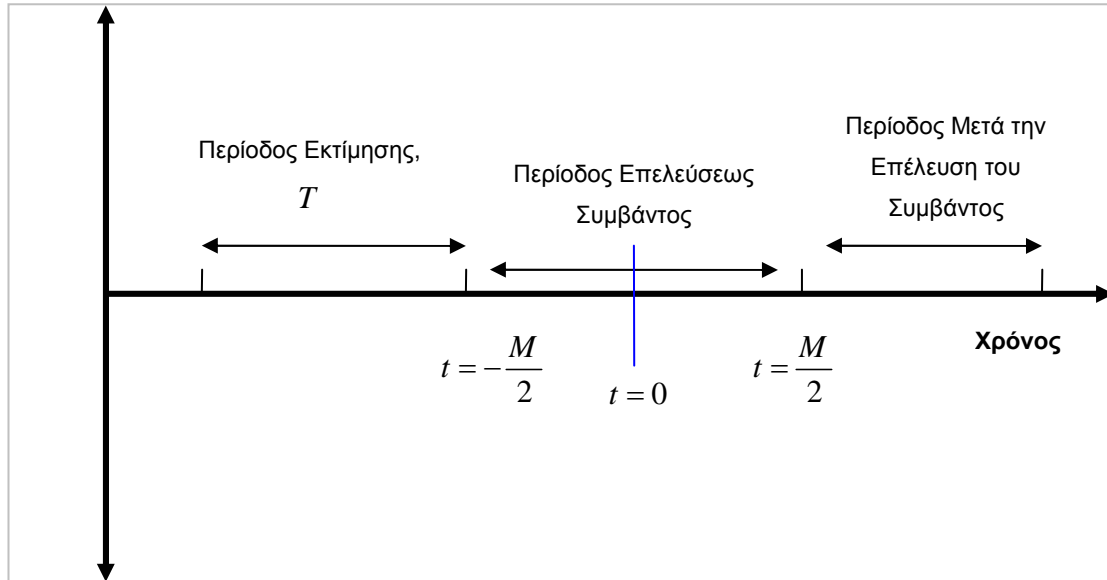 Περίοδος Εκτίμησης,
T
Περίοδος Επελεύσεως
Συμβάντος
Περίοδος Μετά την
Επέλευση του
Συμβάντος
Χρόνος
t = -M/2
t = 0
t = M/2